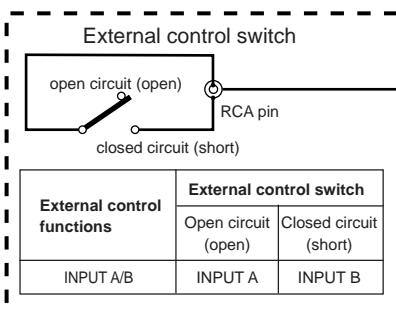 External control switch
open circuit (open)
RCA pin
closed circuit (short)
External control functions
External control switch
Open circuit (open)
Closed circuit (short)
INPUT A/B
INPUT A
INPUT B